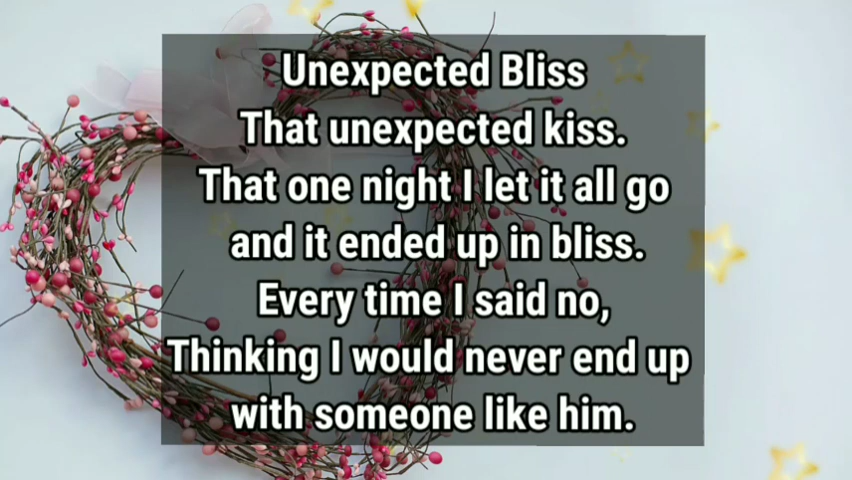 Unexpected Bliss
That unexpected kiss.
That one night I let it all go
and it ended up in bliss.
Every time I said no,
Thinking I would never end up
with someone like him.